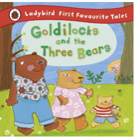 Ladybird First Favourite Tales
Goldilocks
and the
Three Bears